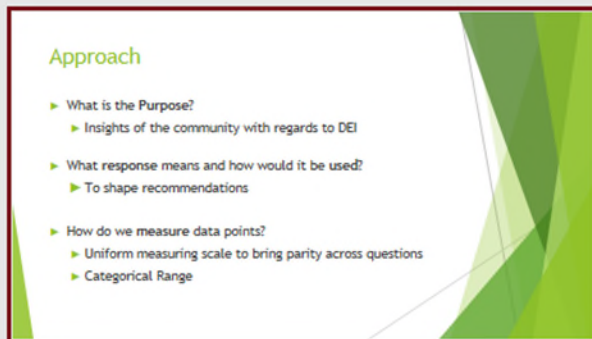 Approach
What is the Purpose?
Insights of the community with regards to DEI
What response means and how would it be used?
To shape recommendations
How do we measure data points?
Uniform measuring scale to bring parity across questions
Categorical Range